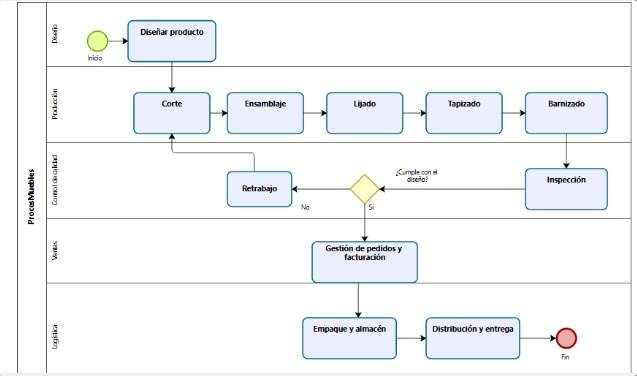 ProcesMuebles
Diseño
Inicio
Diseñar producto
Producción
Corte
Ensamblaje
Lijado
Tapizado
Barnizado
Control de calidad
Retrabajo
No
Si
¿Cumple con el
diseño?
Inspección
Ventas
Gestión de pedidos y
facturación
Logística
Empaque y almacén
Distribución y entrega
Fin